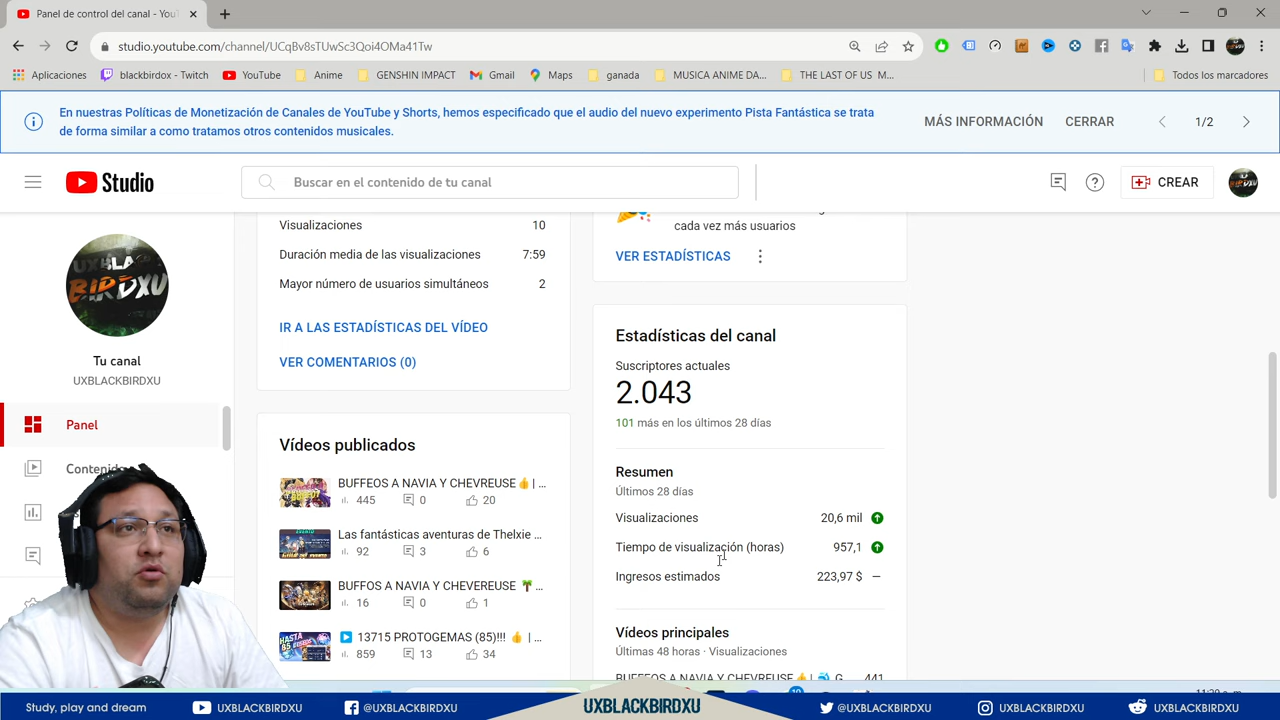 Panel de control del canal - You
studio.youtube.com/channel/UCqBv8sTUwSc3Qoi4OMa41Tw
Aplicaciones
blackbirdox - Twitch
YouTube
Anime
GENSHIN IMPACT
Gmail
Maps
ganada
MUSICA ANIME DA...
THE LAST OF US M...
Todos los marcadores
En nuestras Políticas de Monetización de Canales de YouTube y Shorts, hemos especificado que el audio del nuevo experimento Pista Fantástica se trata
de forma similar a como tratamos otros contenidos musicales.
MÁS INFORMACIÓN
CERRAR
1/2
Studio
Buscar en el contenido de tu canal
CREAR
Tu canal
UXBLACKBIRDXU
Panel
Contenido
Visualizaciones 10
Duración media de las visualizaciones 7:59
Mayor número de usuarios simultáneos 2
IR A LAS ESTADÍSTICAS DEL VÍDEO
VER COMENTARIOS (0)
Vídeos publicados
BUFFEOS A NAVIA Y CHEVREUSE👍| ...
445 0 20
Las fantásticas aventuras de Thelxie ...
92 3 6
BUFFOS A NAVIA Y CHEVEREUSE 🌴...
16 0 1
▶️ 13715 PROTOGEMAS (85)!!! 👍 | ...
859 13 34
cada vez más usuarios
VER ESTADÍSTICAS
Estadísticas del canal
Suscriptores actuales
2.043
101 más en los últimos 28 días
Resumen
Últimos 28 días
Visualizaciones 20,6 mil
Tiempo de visualización (horas) 957,1
Ingresos estimados 223,97 $ —
Vídeos principales
Últimas 48 horas · Visualizaciones
BUFFEOS A NAVIA Y CHEVREUSE👍| 441
Study, play and dream
UXBLACKBIRDXU
@UXBLACKBIRDXU
UXBLACKBIRDXU
@UXBLACKBIRDXU
UXBLACKBIRDXU
UXBLACKBIRDXU